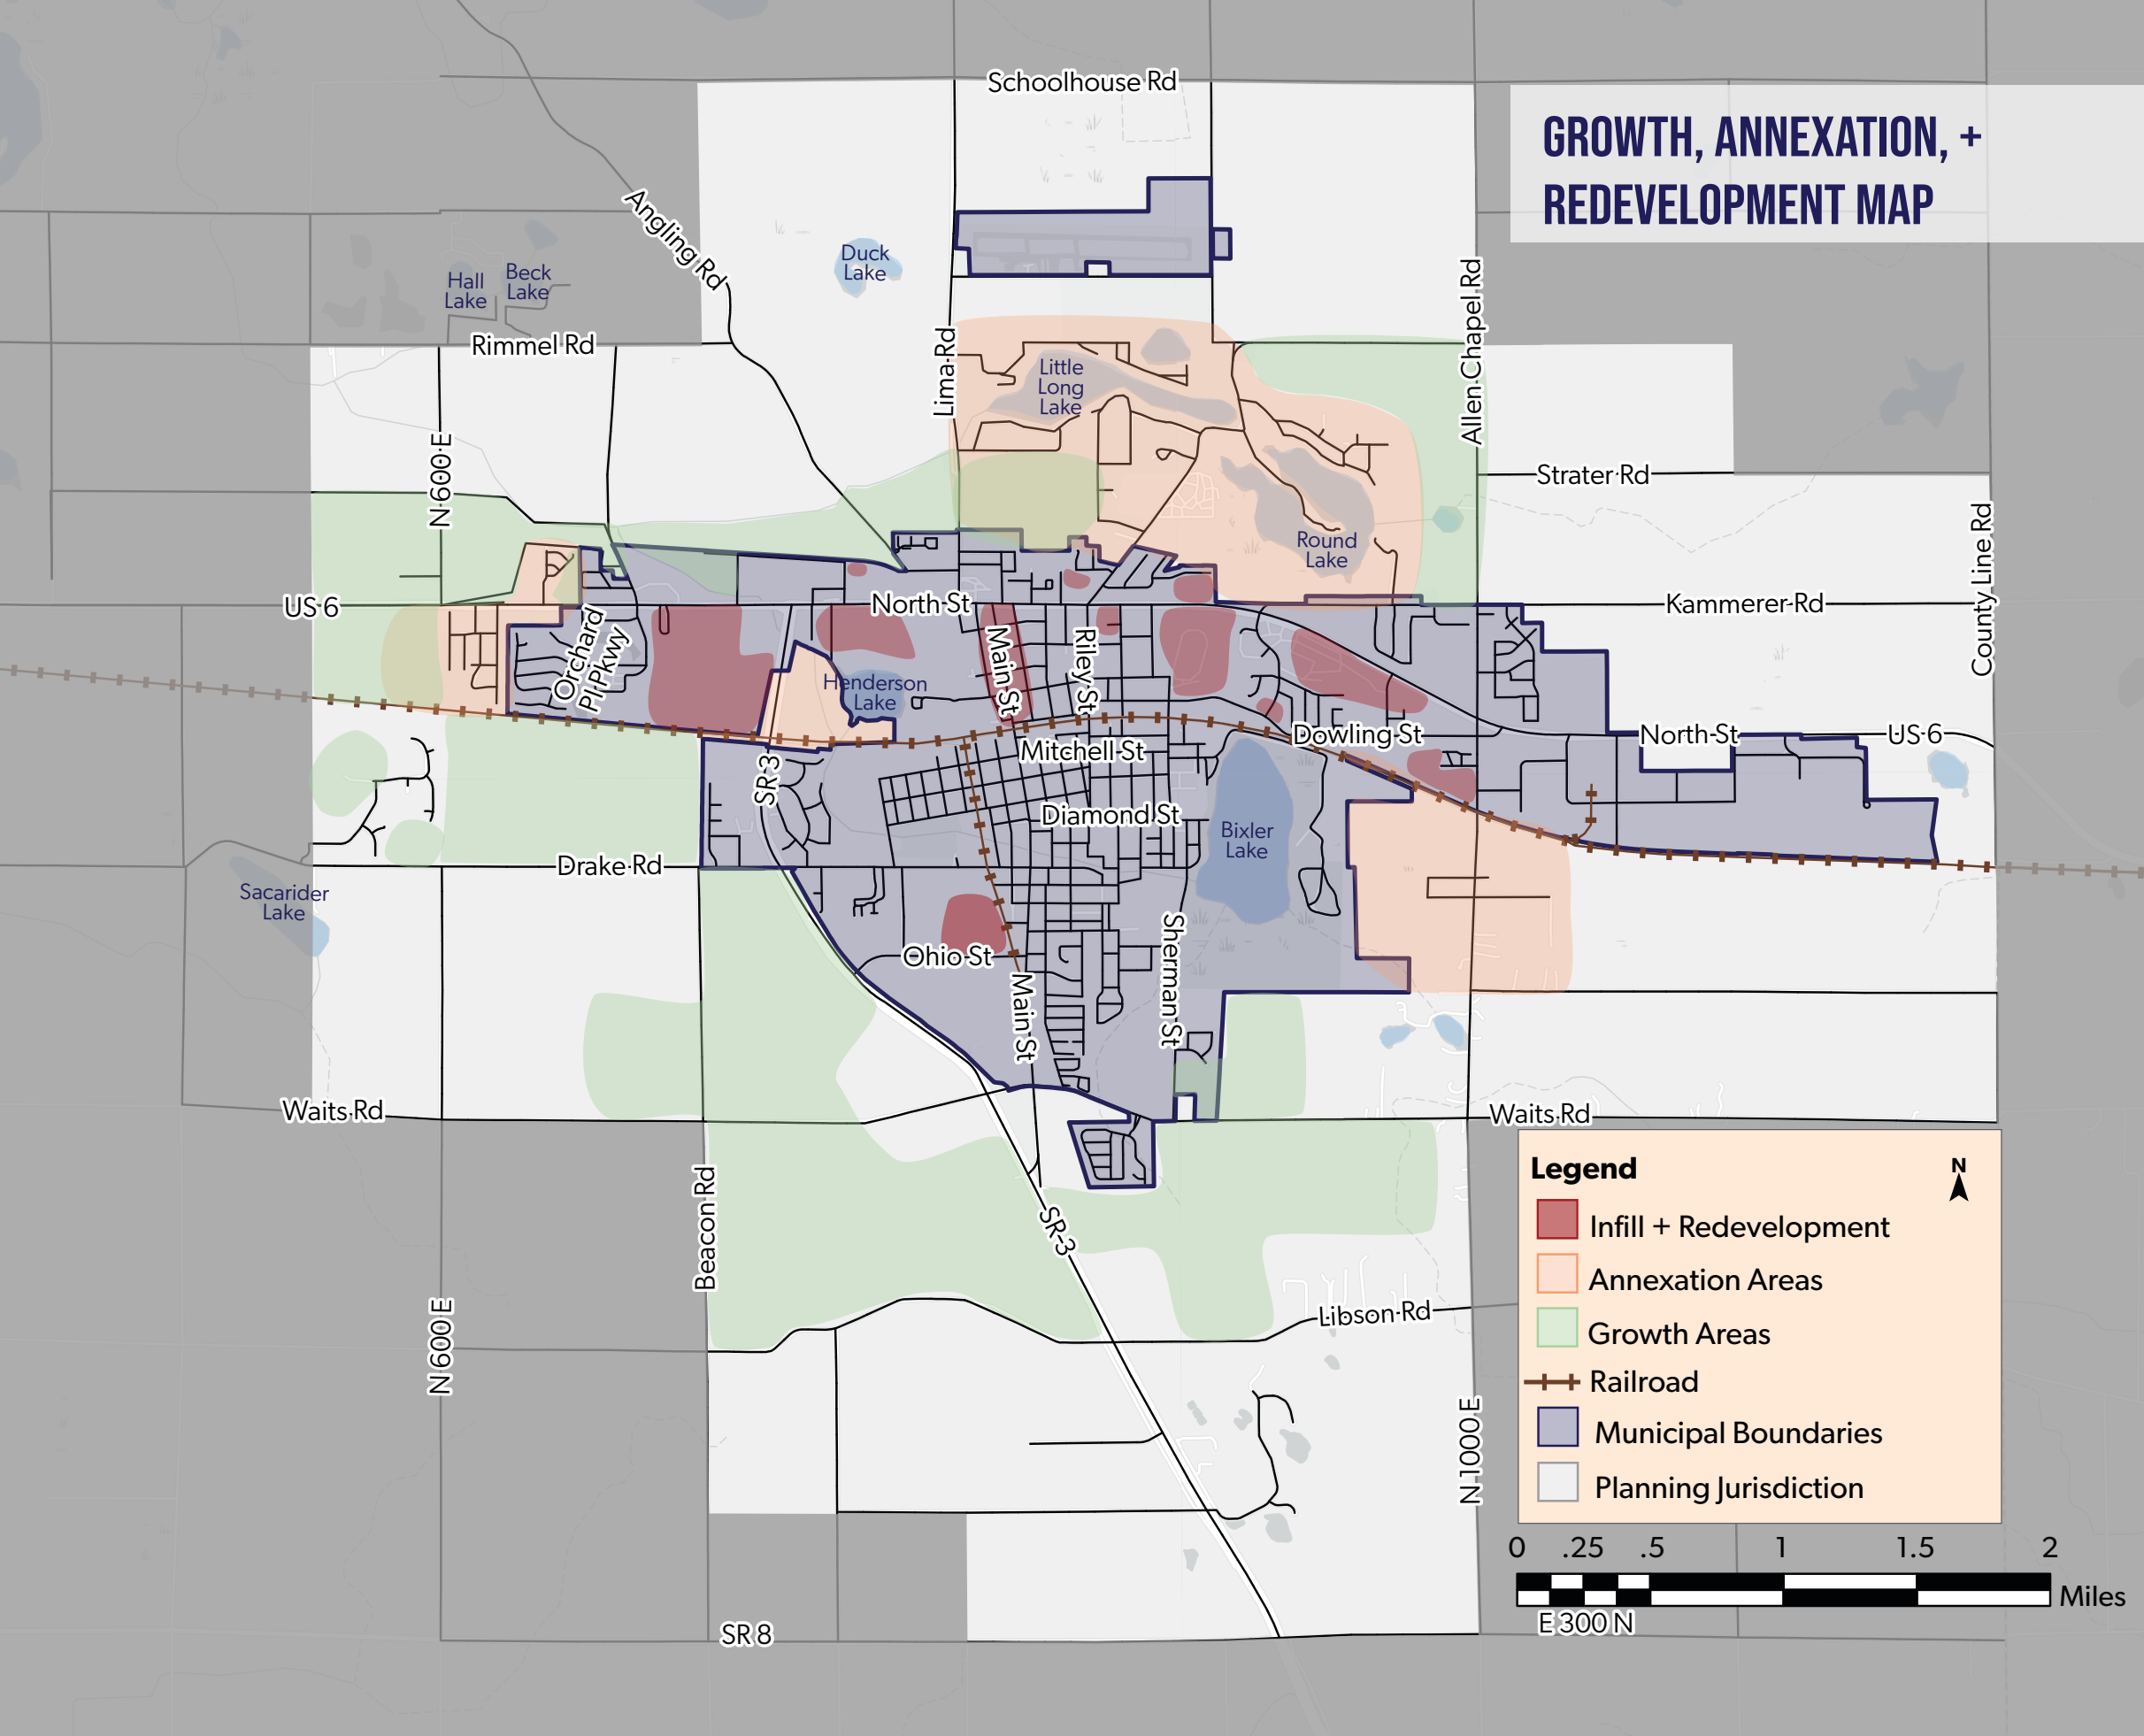 Schoolhouse Rd
GROWTH, ANNEXATION, +
REDEVELOPMENT MAP
Angling Rd
Duck
Lake
Hall
Lake
Beck
Lake
Rimmel Rd
Lima Rd
Allen Chapel Rd
Little
Long
Lake
N 600 E
Strater Rd
Round
Lake
County Line Rd
US 6
North St
Kammerer Rd
Orchard
Pl Pkwy
Main St
Riley St
Henderson
Lake
Dowling St
North St
US 6
Mitchell St
SR 3
Diamond St
Bixler
Lake
Drake Rd
Sacarider
Lake
Sherman St
Ohio St
Main St
Waits Rd
Waits Rd
Beacon Rd
SR-3
Libson Rd
N 600 E
N 1000 E
Legend
N
Infill + Redevelopment
Annexation Areas
Growth Areas
Railroad
Municipal Boundaries
Planning Jurisdiction
0 .25 .5 1 1.5 2
Miles
E 300 N
SR 8